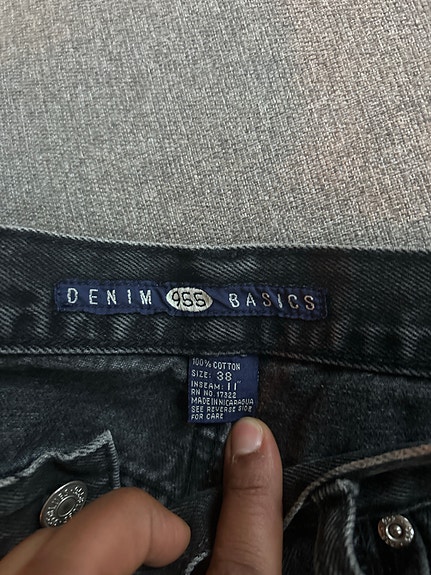 DENIM 955 BASICS
100% COTTON
SIZE: 38
INSEAM: 11"
RN NO. 17322
MADE IN NICARAGUA
SEE REVERSE SIDE
FOR CARE